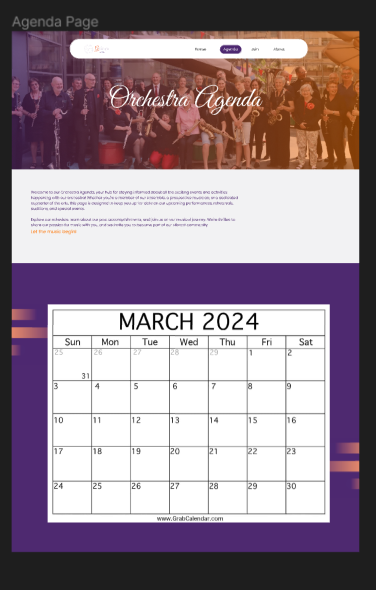 Agenda Page
Home Agenda Join About
Orchestra Agenda
Welcome to our Orchestra Agenda, your hub for staying informed about all the exciting events and activities
happening with our orchestra! Whether you're a member of our ensemble, a prospective musician, or a dedicated
supporter of the arts, this page is designed to keep you up-to-date on our upcoming performances, rehearsals,
auditions, and special events.
Explore our schedule, learn about our past accomplishments, and join us on our musical journey. We're thrilled to
share our passion for music with you, and we invite you to become part of our vibrant community.
Let the music begin!
MARCH 2024
Sun Mon Tue Wed Thu Fri Sat
25 26 27 28 29 1 2
31
3 4 5 6 7 8 9
10 11 12 13 14 15 16
17 18 19 20 21 22 23
24 25 26 27 28 29 30
www.GrabCalendar.com